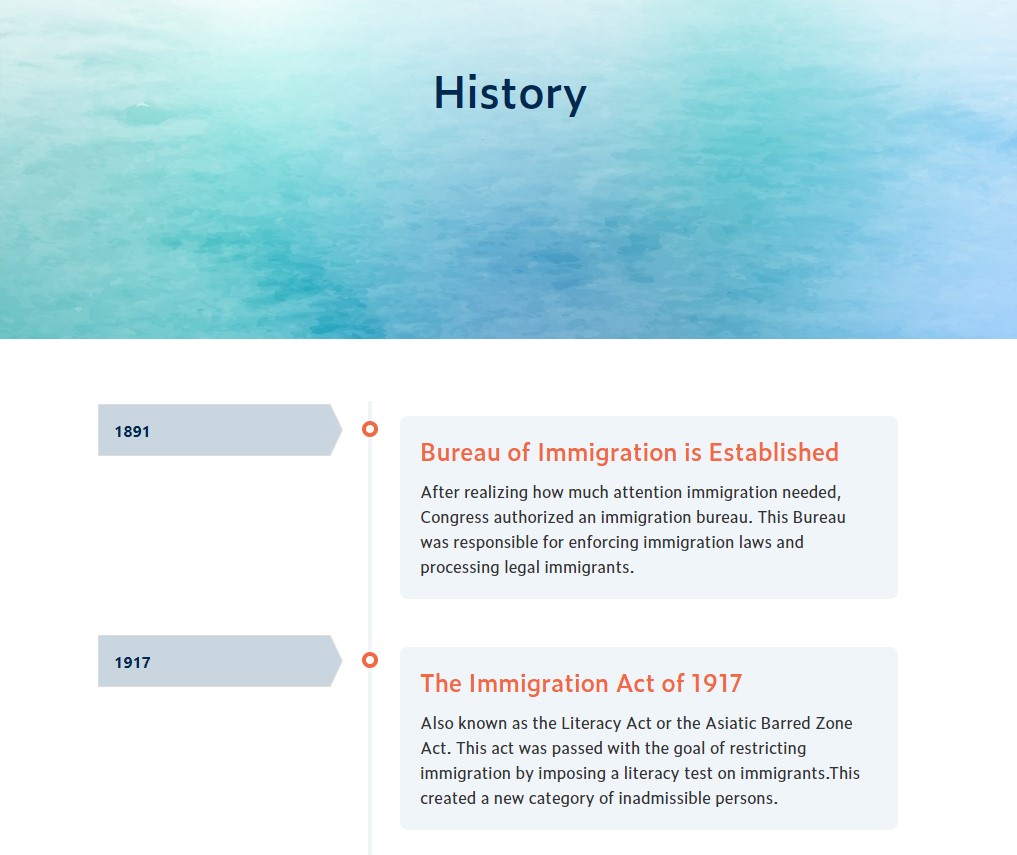 History
1891
Bureau of Immigration is Established
After realizing how much attention immigration needed,
Congress authorized an immigration bureau. This Bureau
was responsible for enforcing immigration laws and
processing legal immigrants.
1917
The Immigration Act of 1917
Also known as the Literacy Act or the Asiatic Barred Zone
Act. This act was passed with the goal of restricting
immigration by imposing a literacy test on immigrants.This
created a new category of inadmissible persons.